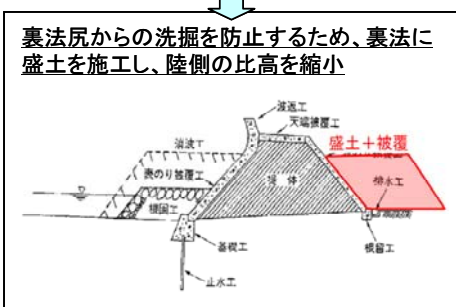 裏法尻からの洗掘を防止するため、裏法に
盛土を施工し、陸側の比高を縮小
波返工
天端被覆工
盛土＋被覆
消波工
表のり被覆工
堤体
排水工
根固工
基礎工
根留工
止水工